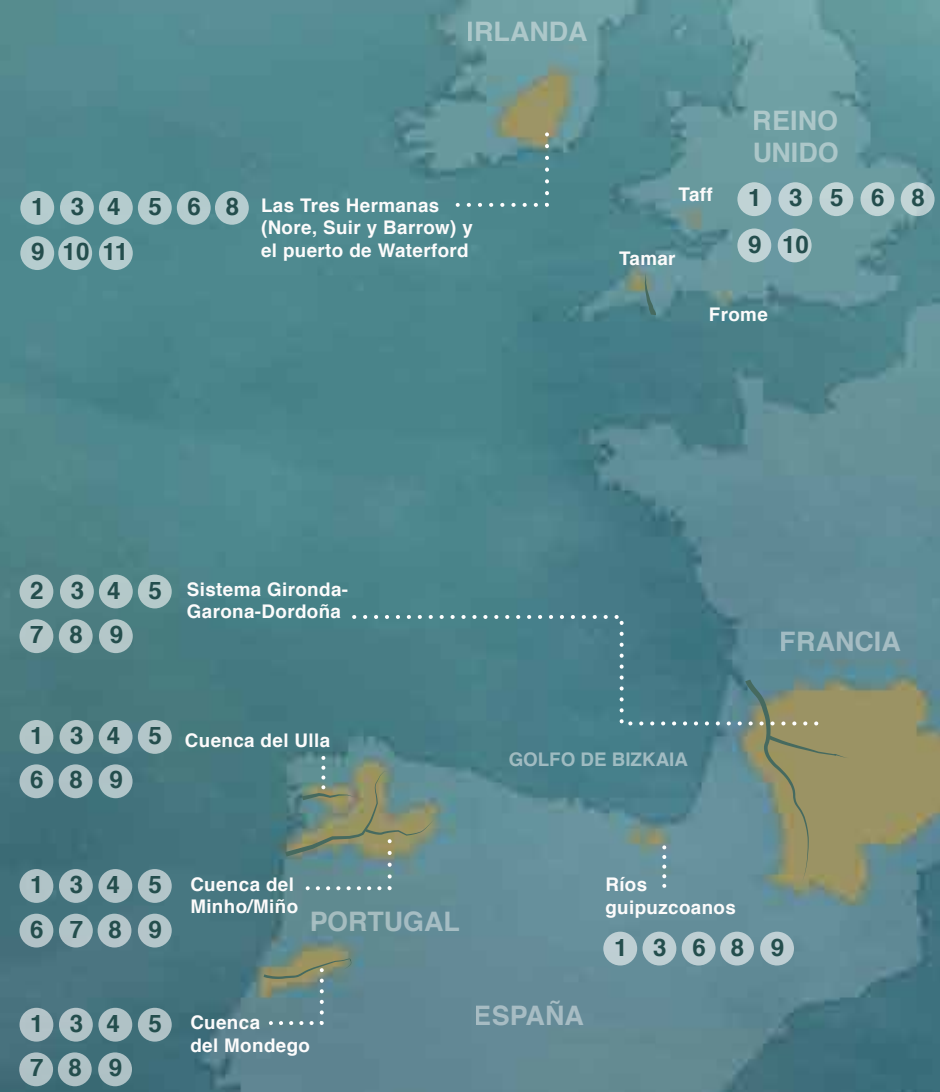 IRLANDA
REINO
UNIDO
1 3 4 5 6 8
9 10 11
Las Tres Hermanas
(Nore, Suir y Barrow) y
el puerto de Waterford
Taff
1 3 5 6 8
9 10
Tamar
Frome
2 3 4 5
7 8 9
Sistema Gironda-
Garona-Dordoña
FRANCIA
1 3 4 5
6 8 9
Cuenca del Ulla
GOLFO DE BIZKAIA
1 3 4 5
6 7 8 9
Cuenca del
Minho/Miño
PORTUGAL
Ríos
guipuzcoanos
1 3 6 8 9
ESPAÑA
1 3 4 5
7 8 9
Cuenca
del Mondego